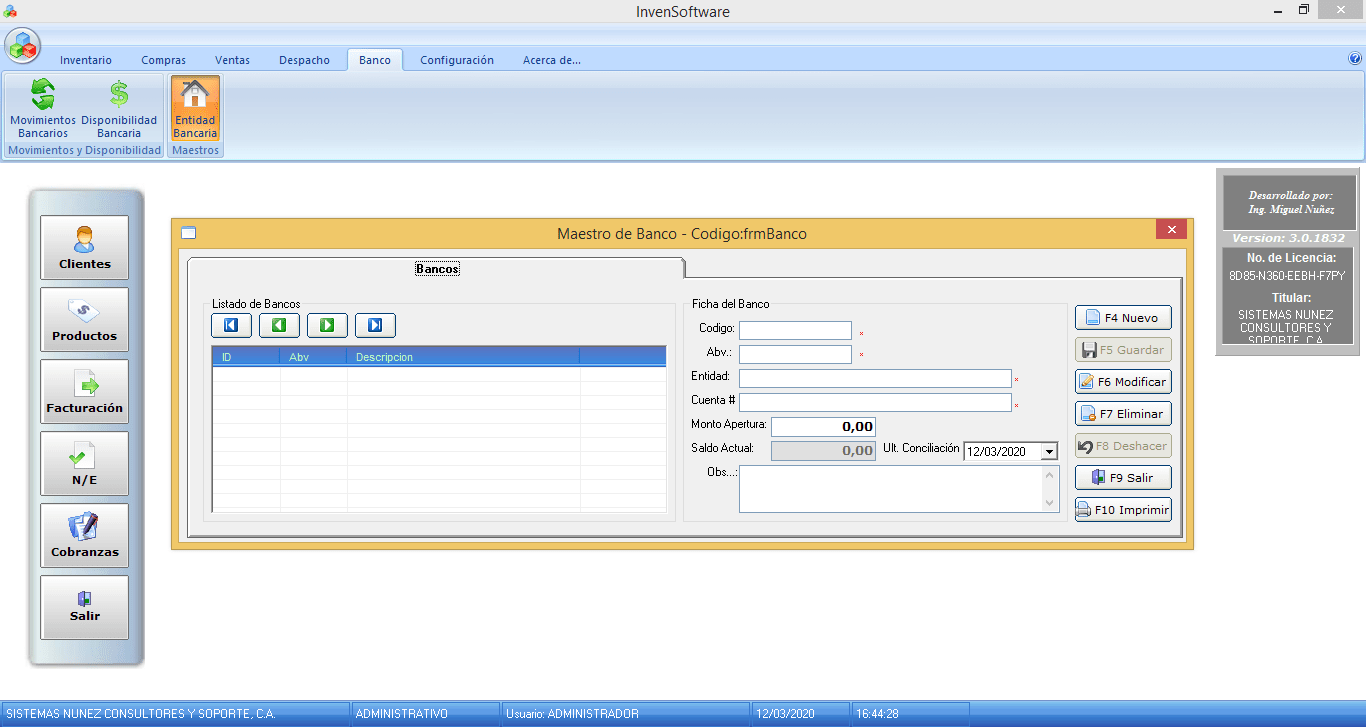 InvenSoftware
Inventario
Compras
Ventas
Despacho
Banco
Configuración
Acerca de...
Movimientos
Bancarios
Disponibilidad
Bancaria
Movimientos y Disponibilidad
Entidad
Bancaria
Maestros
Clientes
Productos
Facturación
N/E
Cobranzas
Salir
Maestro de Banco - Codigo:frmBanco
Bancos
Listado de Bancos
ID Abv Descripcion
Ficha del Banco
Codigo: ×
Abv.: ×
Entidad: ×
Cuenta # ×
Monto Apertura: 0,00
Saldo Actual: 0,00 Ult. Conciliación 12/03/2020
Obs...:
F4 Nuevo
F5 Guardar
F6 Modificar
F7 Eliminar
F8 Deshacer
F9 Salir
F10 Imprimir
Desarrollado por:
Ing. Miguel Nuñez
Version: 3.0.1832
No. de Licencia:
8D85-N360-EEBH-F7PY
Titular:
SISTEMAS NUNEZ
CONSULTORES Y
SOPORTE, C.A.
SISTEMAS NUNEZ CONSULTORES Y SOPORTE, C.A. ADMINISTRATIVO Usuario: ADMINISTRADOR 12/03/2020 16:44:28